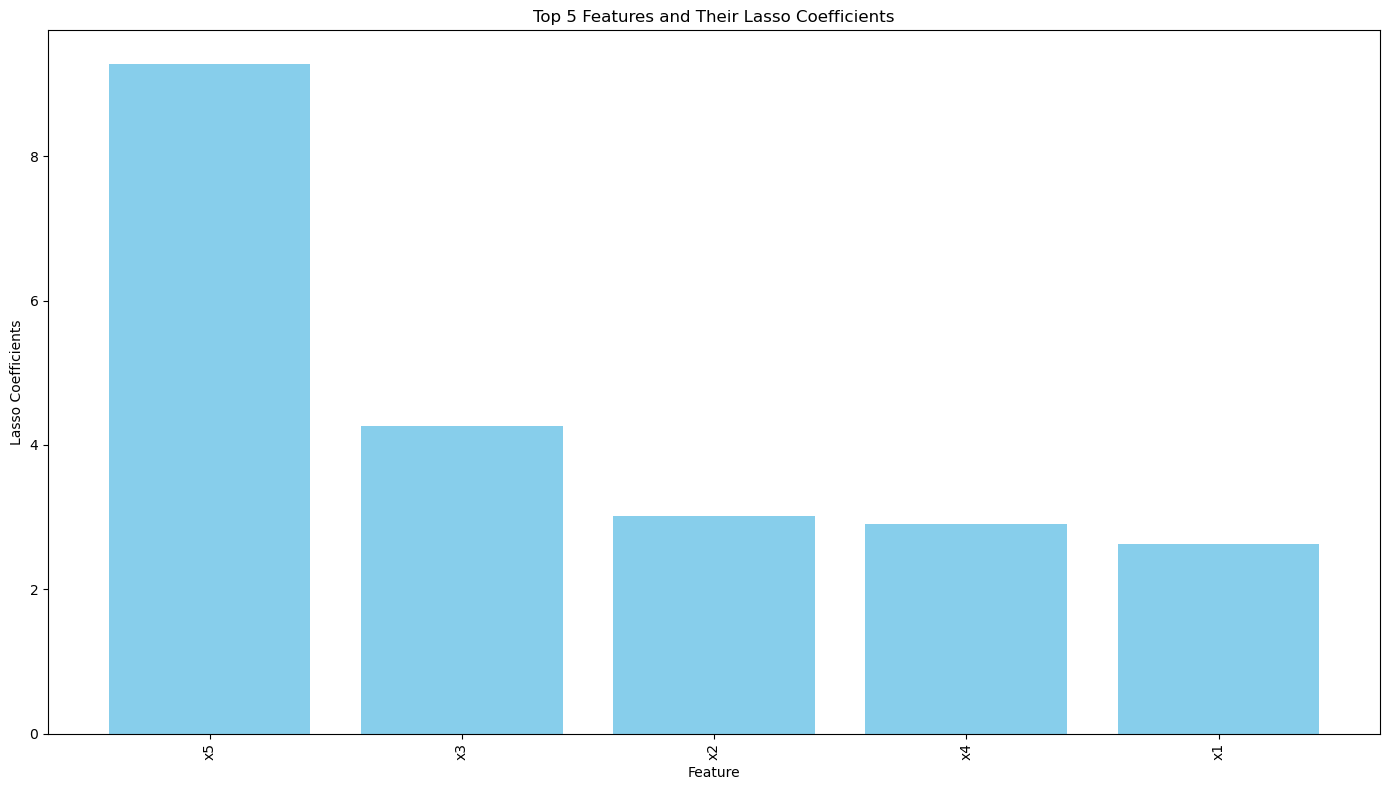 Top 5 Features and Their Lasso Coefficients
Lasso Coefficients
8
6
4
2
0
x5
x3
x2
x4
x1
Feature